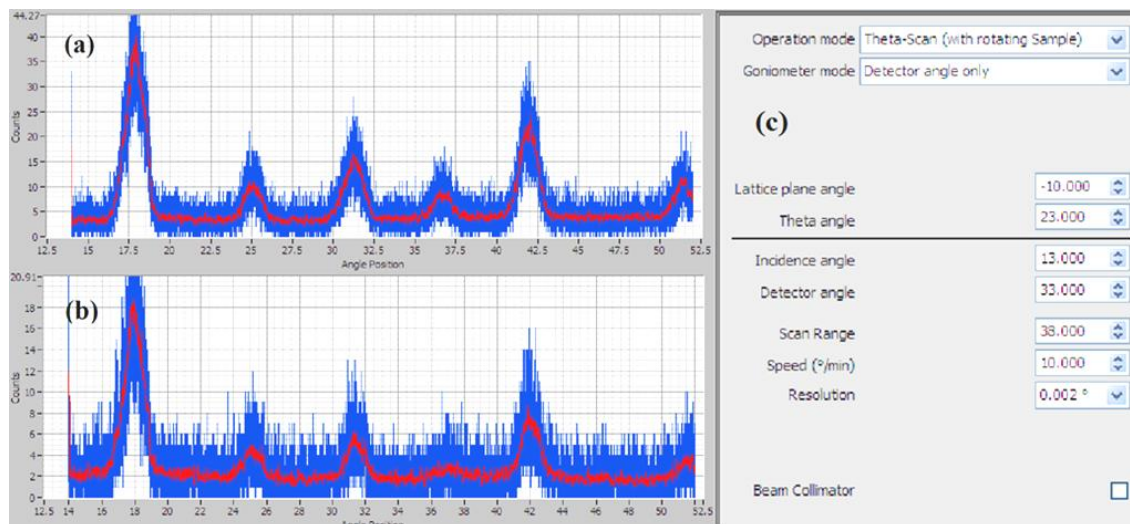 44.27
(a)
40
35
30
25
20
15
10
5
0
Counts
12.5 15 17.5 20 22.5 25 27.5 30 32.5 35 37.5 40 42.5 45 47.5 50 52.5
Angle Position
20.91
(b)
18
16
14
12
10
8
6
4
2
0
Counts
12.5 14 16 18 20 22 24 26 28 30 32 34 36 38 40 42 44 46 48 50 52.5
Angle Position
Operation mode Theta-Scan (with rotating Sample)
Goniometer mode Detector angle only
(c)
Lattice plane angle -10.000
Theta angle 23.000
Incidence angle 13.000
Detector angle 33.000
Scan Range 38.000
Speed (°/min) 10.000
Resolution 0.002 °
Beam Collimator